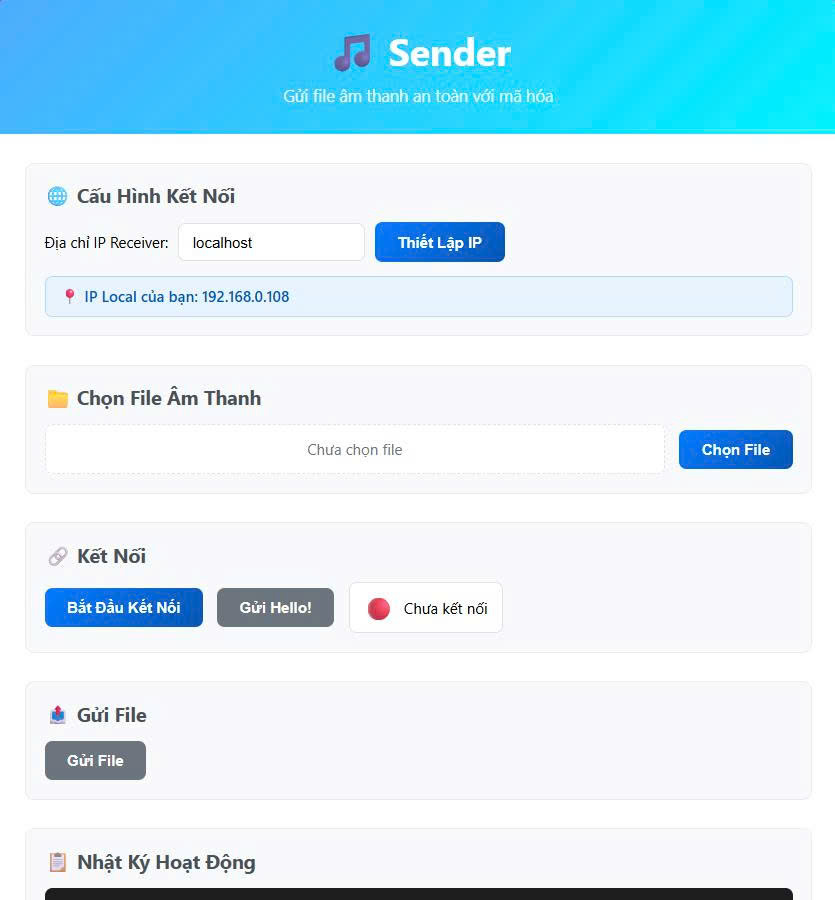 Sender
Gửi file âm thanh an toàn với mã hóa
Cấu Hình Kết Nối
Địa chỉ IP Receiver: localhost Thiết Lập IP
IP Local của bạn: 192.168.0.108
Chọn File Âm Thanh
Chưa chọn file Chọn File
Kết Nối
Bắt Đầu Kết Nối Gửi Hello! Chưa kết nối
Gửi File
Gửi File
Nhật Ký Hoạt Động